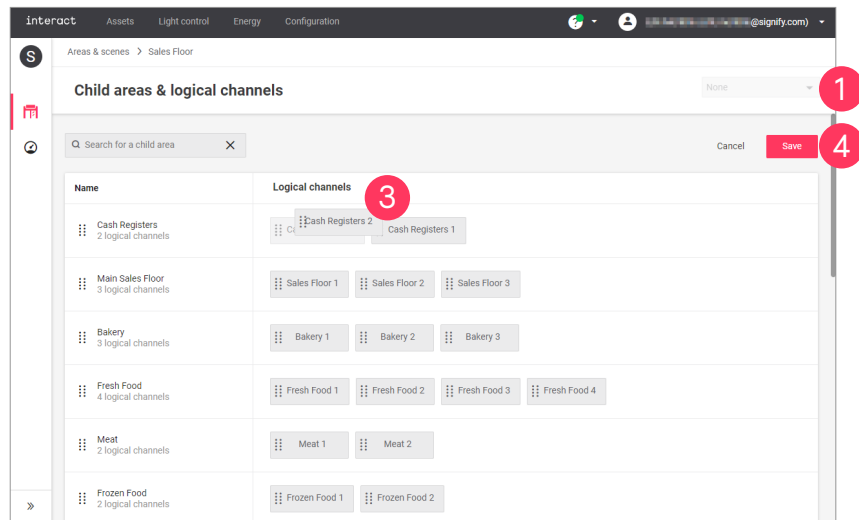 interact Assets Light control Energy Configuration ? @signify.com)
S Areas & scenes > Sales Floor
Child areas & logical channels None 1
Search for a child area Cancel Save 4
Name Logical channels 3
Cash Registers
2 logical channels
Cash Registers 2 Cash Registers 1
Main Sales Floor
3 logical channels
Sales Floor 1 Sales Floor 2 Sales Floor 3
Bakery
3 logical channels
Bakery 1 Bakery 2 Bakery 3
Fresh Food
4 logical channels
Fresh Food 1 Fresh Food 2 Fresh Food 3 Fresh Food 4
Meat
2 logical channels
Meat 1 Meat 2
Frozen Food
2 logical channels
Frozen Food 1 Frozen Food 2